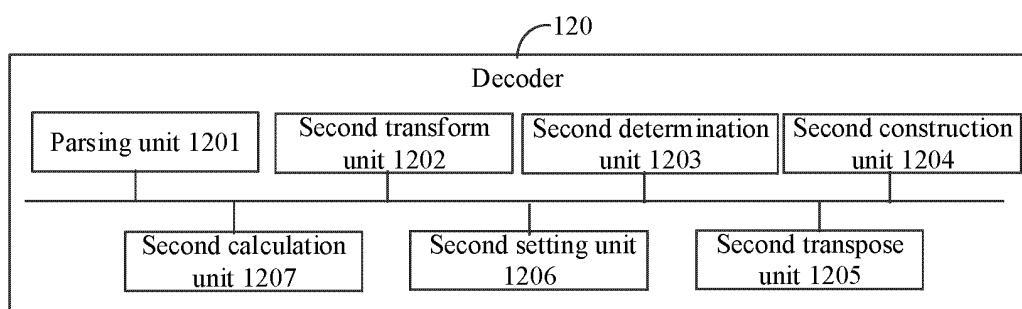 120
Decoder
Parsing unit 1201
Second transform
unit 1202
Second determination
unit 1203
Second construction
unit 1204
Second calculation
unit 1207
Second setting unit
1206
Second transpose
unit 1205